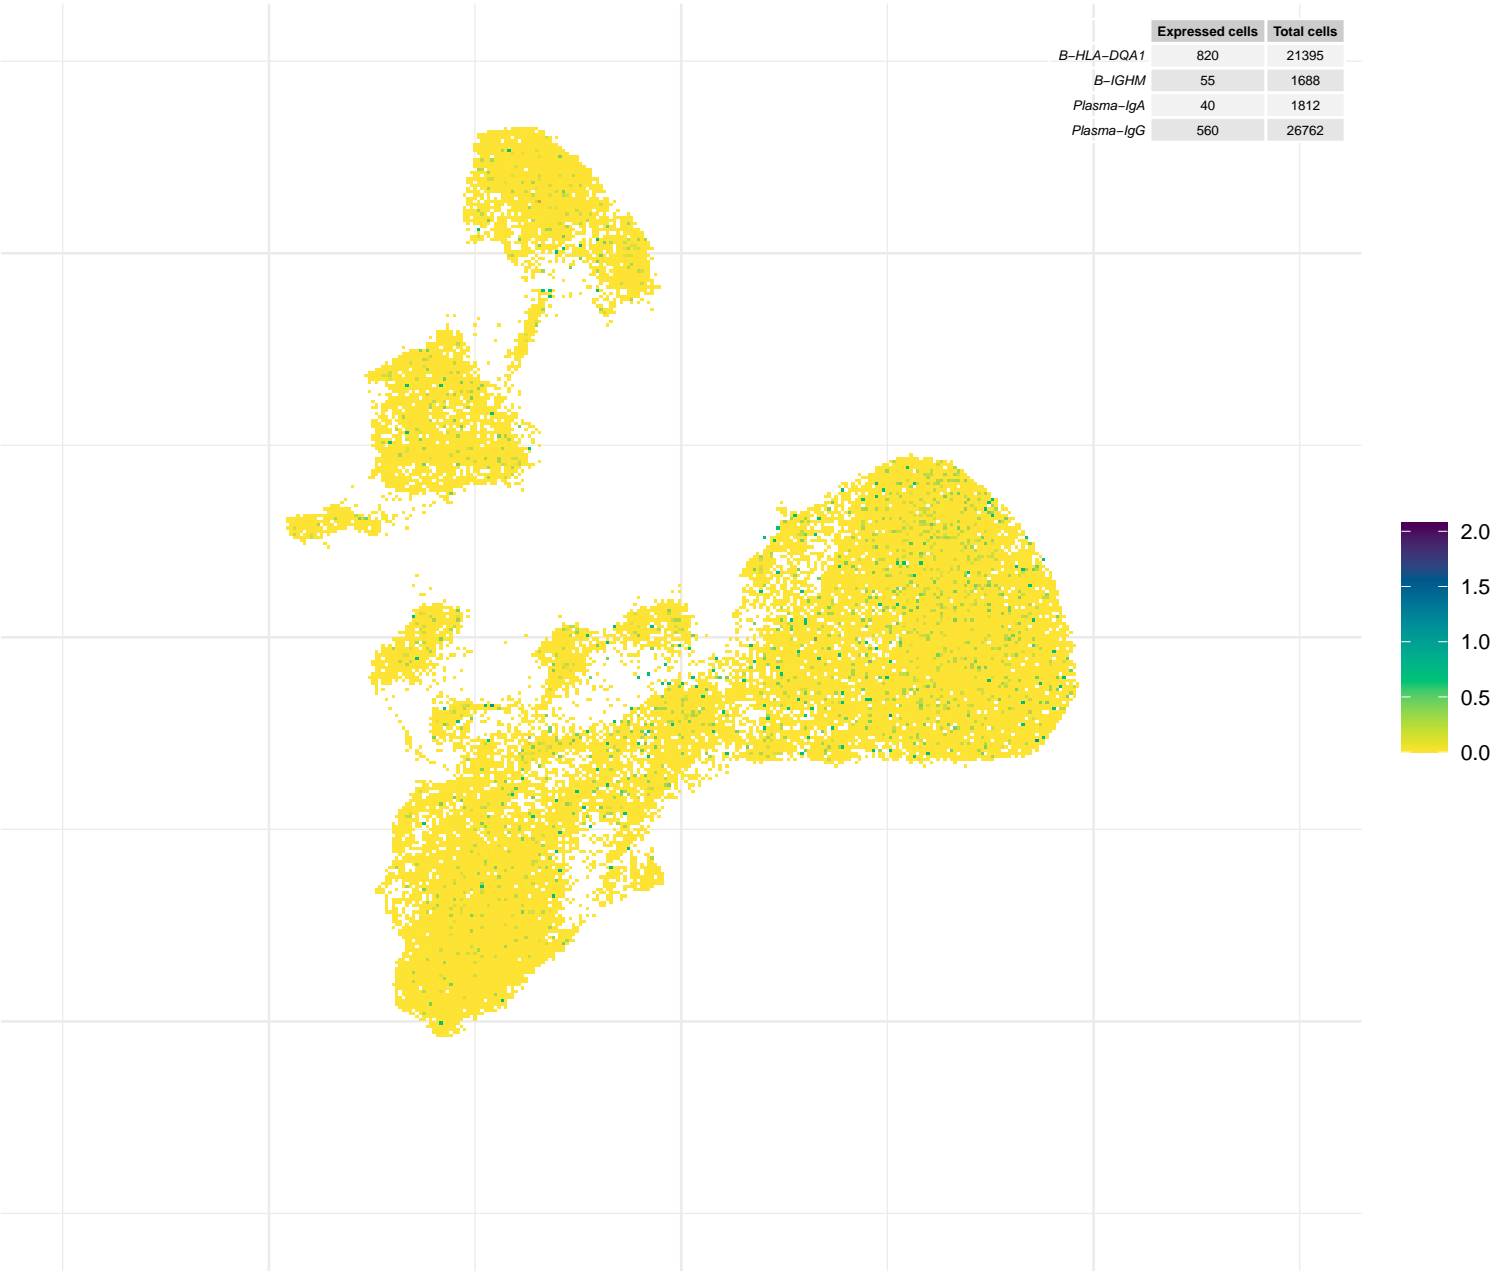 Expressed cells Total cells
B−HLA−DQA1 820 21395
B−IGHM 55 1688
Plasma−IgA 40 1812
Plasma−IgG 560 26762
2.0
1.5
1.0
0.5
0.0